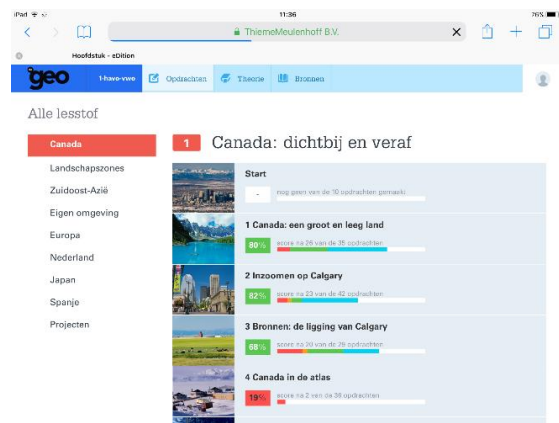 iPad
11:36
76%
ThiemeMeulenhoff B.V.
Hoofdstuk - eDition
geo
1-havo-vwo
Opdrachten
Theorie
Bronnen
Alle lesstof
Canada
Landschapszones
Zuidoost-Azië
Eigen omgeving
Europa
Nederland
Japan
Spanje
Projecten
1 Canada: dichtbij en veraf
Start
- nog geen van de 10 opdrachten gemaakt
1 Canada: een groot en leeg land
80% score na 26 van de 35 opdrachten
2 Inzoomen op Calgary
82% score na 23 van de 42 opdrachten
3 Bronnen: de ligging van Calgary
68% score na 20 van de 29 opdrachten
4 Canada in de atlas
19% score na 2 van de 38 opdrachten